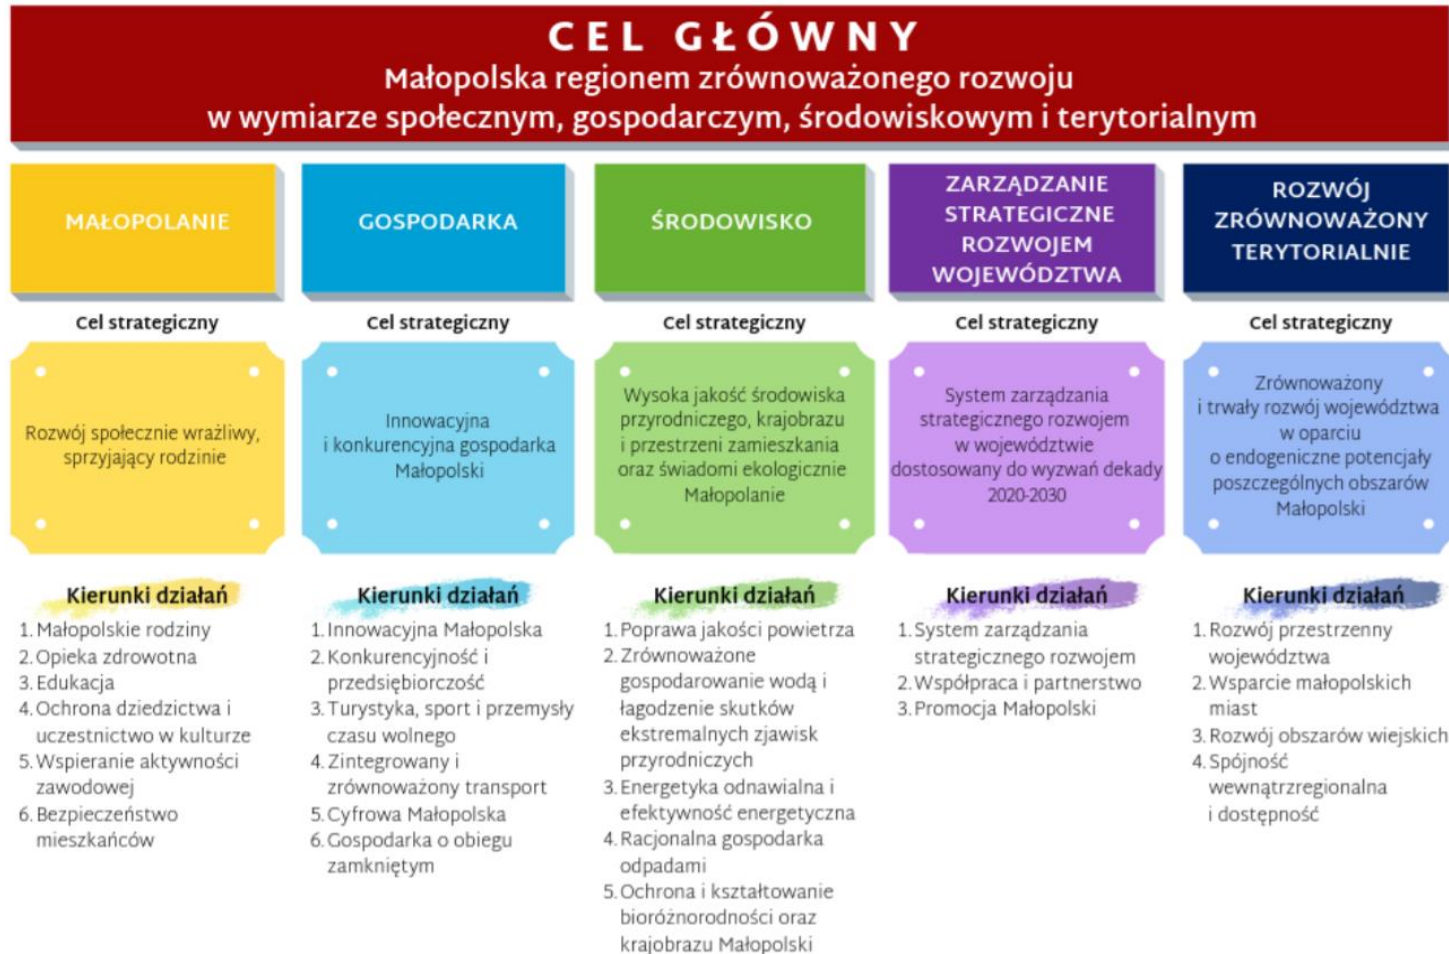 CEL GŁÓWNY
Małopolska regionem zrównoważonego rozwoju
w wymiarze społecznym, gospodarczym, środowiskowym i terytorialnym
MAŁOPOLANIE
Cel strategiczny
Rozwój społecznie wrażliwy,
sprzyjający rodzinie
Kierunki działań
1. Małopolskie rodziny
2. Opieka zdrowotna
3. Edukacja
4. Ochrona dziedzictwa i
uczestnictwo w kulturze
5. Wspieranie aktywności
zawodowej
6. Bezpieczeństwo
mieszkańców
GOSPODARKA
Cel strategiczny
Innowacyjna
i konkurencyjna gospodarka
Małopolski
Kierunki działań
1. Innowacyjna Małopolska
2. Konkurencyjność i
przedsiębiorczość
3. Turystyka, sport i przemysły
czasu wolnego
4. Zintegrowany i
zrównoważony transport
5. Cyfrowa Małopolska
6. Gospodarka o obiegu
zamkniętym
ŚRODOWISKO
Cel strategiczny
Wysoka jakość środowiska
przyrodniczego, krajobrazu
i przestrzeni zamieszkania
oraz świadomi ekologicznie
Małopolanie
Kierunki działań
1. Poprawa jakości powietrza
2. Zrównoważone
gospodarowanie wodą i
łagodzenie skutków
ekstremalnych zjawisk
przyrodniczych
3. Energetyka odnawialna i
efektywność energetyczna
4. Racjonalna gospodarka
odpadami
5. Ochrona i kształtowanie
bioróżnorodności oraz
krajobrazu Małopolski
ZARZĄDZANIE
STRATEGICZNE
ROZWOJEM
WOJEWÓDZTWA
Cel strategiczny
System zarządzania
strategicznego rozwojem
w województwie
dostosowany do wyzwań dekady
2020-2030
Kierunki działań
1. System zarządzania
strategicznego rozwojem
2. Współpraca i partnerstwo
3. Promocja Małopolski
ROZWÓJ
ZRÓWNOWAŻONY
TERYTORIALNIE
Cel strategiczny
Zrównoważony
i trwały rozwój województwa
w oparciu
o endogeniczne potencjały
poszczególnych obszarów
Małopolski
Kierunki działań
1. Rozwój przestrzenny
województwa
2. Wsparcie małopolskich
miast
3. Rozwój obszarów wiejskich
4. Spójność
wewnątrzregionalna
i dostępność